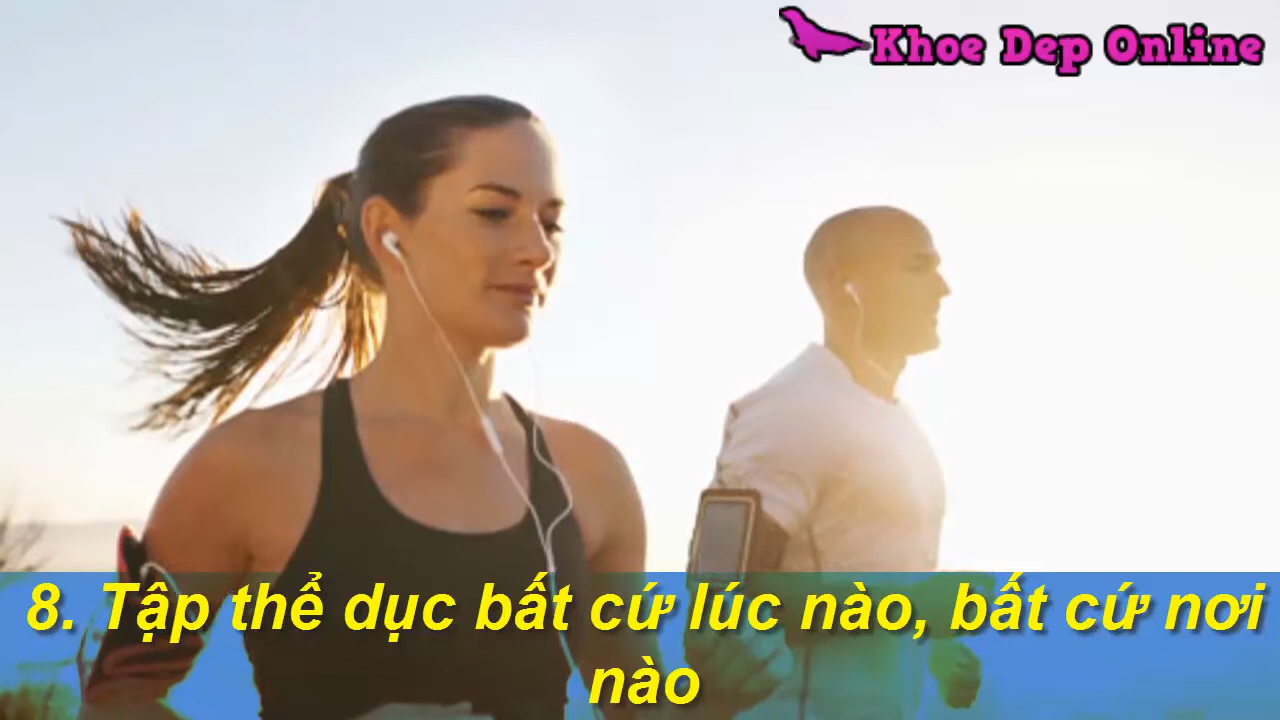 Khoe Dep Online
8. Tập thể dục bất cứ lúc nào, bất cứ nơi
nào